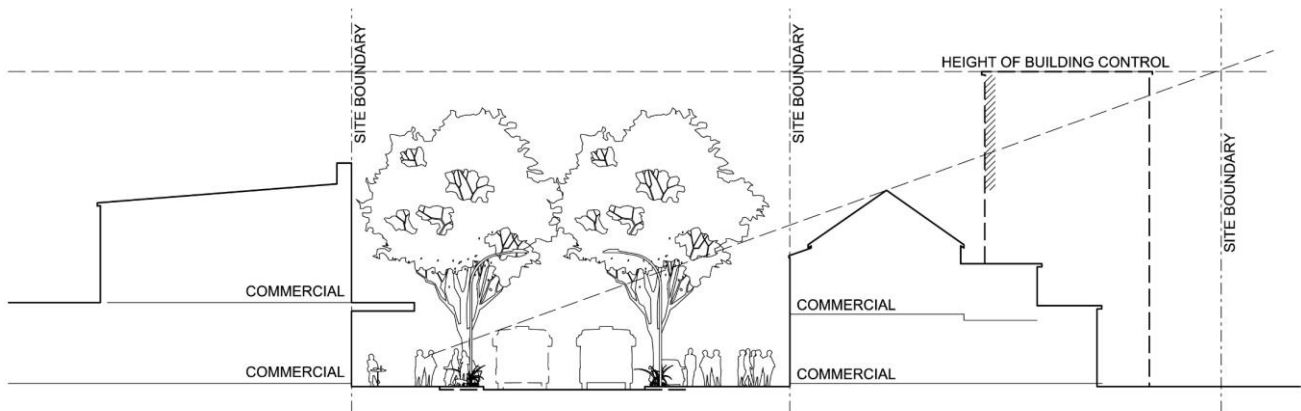 SITE BOUNDARY
SITE BOUNDARY
HEIGHT OF BUILDING CONTROL
SITE BOUNDARY
COMMERCIAL
COMMERCIAL
COMMERCIAL
COMMERCIAL